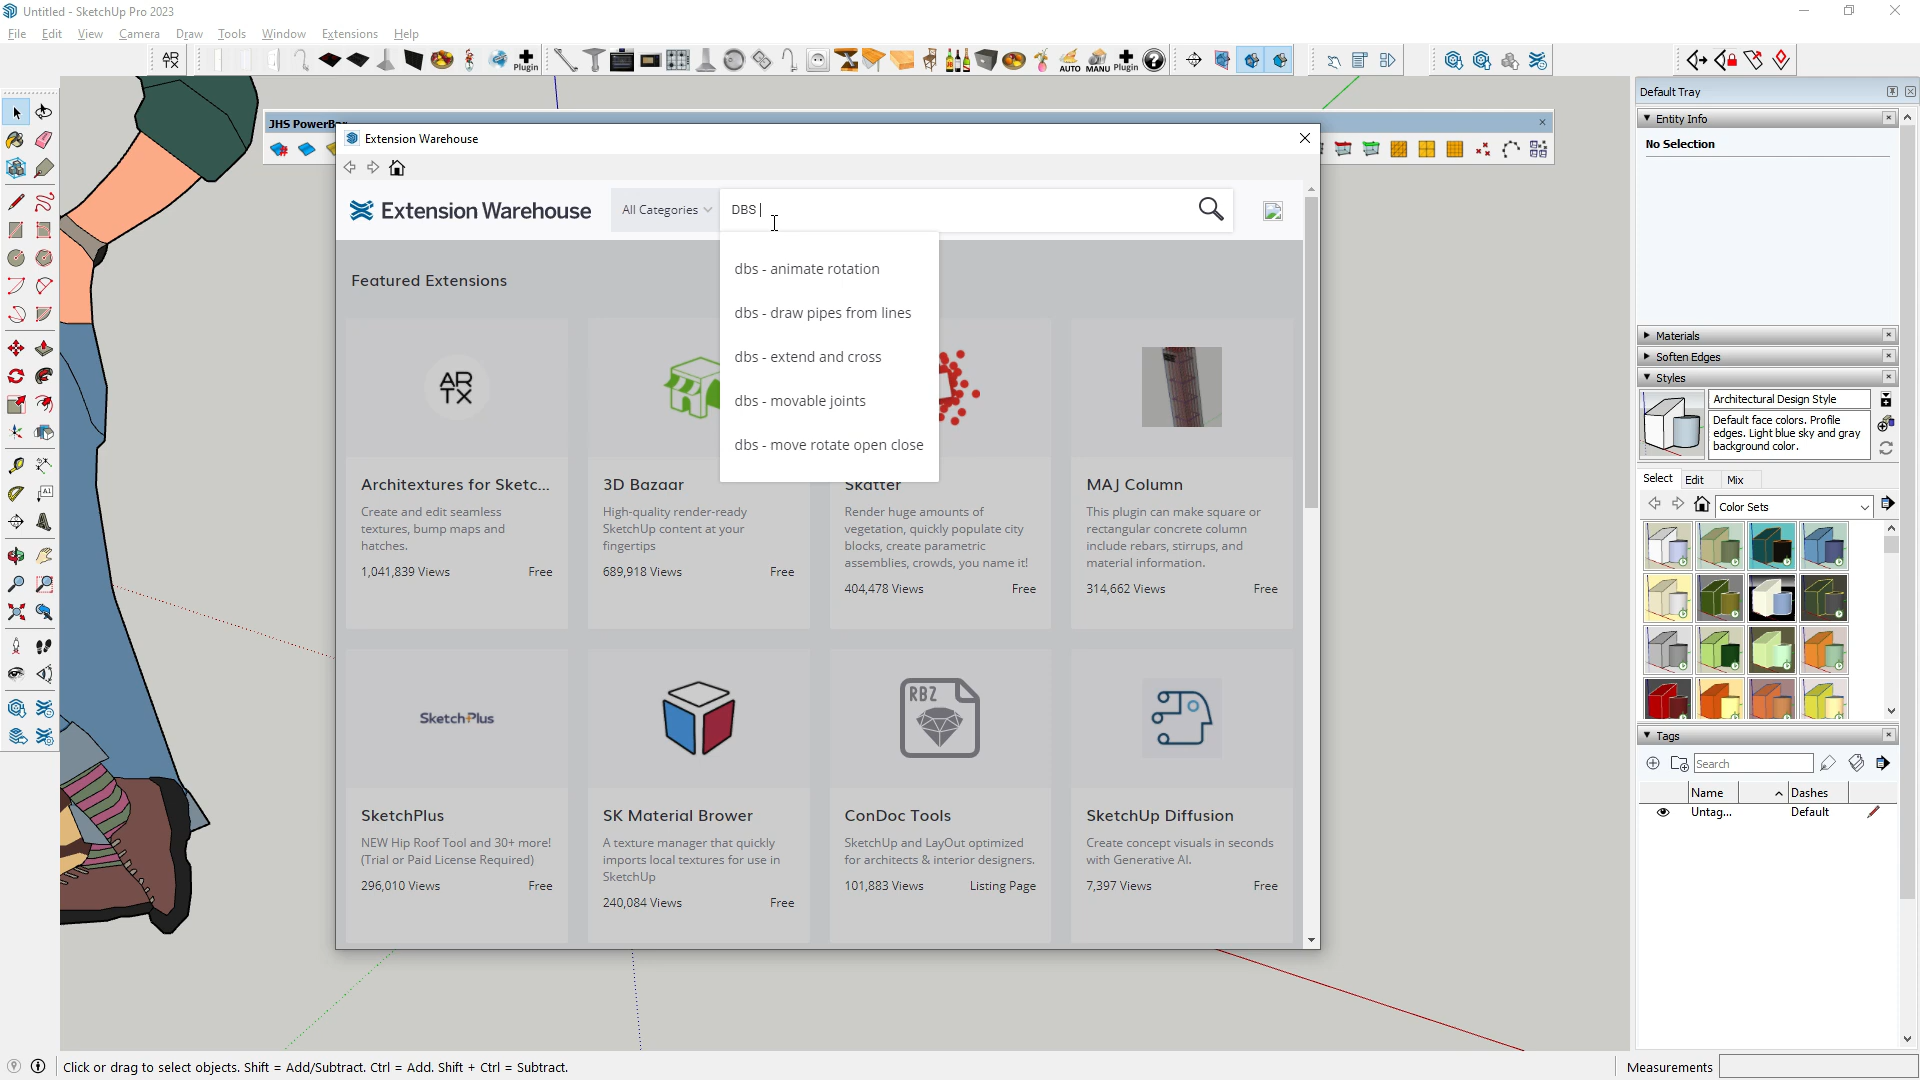 Untitled - SketchUp Pro 2023
File Edit View Camera Draw Tools Window Extensions Help
AR
TX
Plugin
AUTO MANU Plugin
JHS PowerBar
Extension Warehouse
Extension Warehouse
All Categories
DBS
dbs - animate rotation
dbs - draw pipes from lines
dbs - extend and cross
dbs - movable joints
dbs - move rotate open close
Featured Extensions
AR
TX
Architextures for Sketc...
Create and edit seamless
textures, bump maps and
hatches.
1,041,839 Views Free
3D Bazaar
High-quality render-ready
SketchUp content at your
fingertips
689,918 Views Free
Skatter
Render huge amounts of
vegetation, quickly populate city
blocks, create parametric
assemblies, crowds, you name it!
404,478 Views Free
MAJ Column
This plugin can make square or
rectangular concrete column
include rebars, stirrups, and
material information.
314,662 Views Free
SketchPlus
SketchPlus
NEW Hip Roof Tool and 30+ more!
(Trial or Paid License Required)
296,010 Views Free
SK Material Brower
A texture manager that quickly
imports local textures for use in
SketchUp
240,084 Views Free
RBZ
ConDoc Tools
SketchUp and LayOut optimized
for architects & interior designers.
101,883 Views Listing Page
SketchUp Diffusion
Create concept visuals in seconds
with Generative AI.
7,397 Views Free
Default Tray
Entity Info
No Selection
Materials
Soften Edges
Styles
Architectural Design Style
Default face colors. Profile
edges. Light blue sky and gray
background color.
Select Edit Mix
Color Sets
Tags
Search
Name Dashes
Untag... Default
Click or drag to select objects. Shift = Add/Subtract. Ctrl = Add. Shift + Ctrl = Subtract.
Measurements